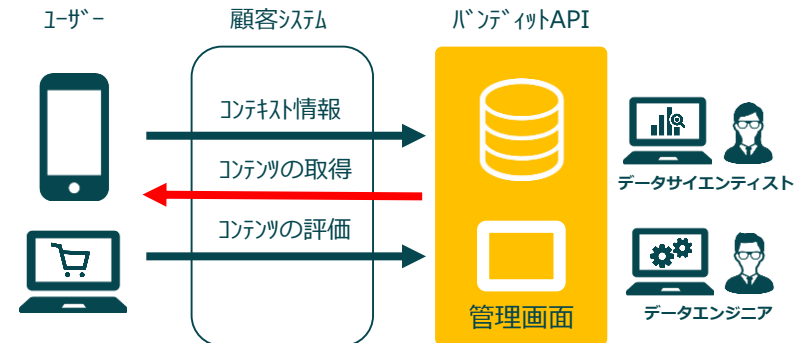 ﾕｰｻﾞｰ
顧客ｼｽﾃﾑ
ﾊﾞﾝﾃﾞｨｯﾄAPI
ｺﾝﾃｷｽﾄ情報
ｺﾝﾃﾝﾂの取得
ｺﾝﾃﾝﾂの評価
管理画面
データサイエンティスト
データエンジニア